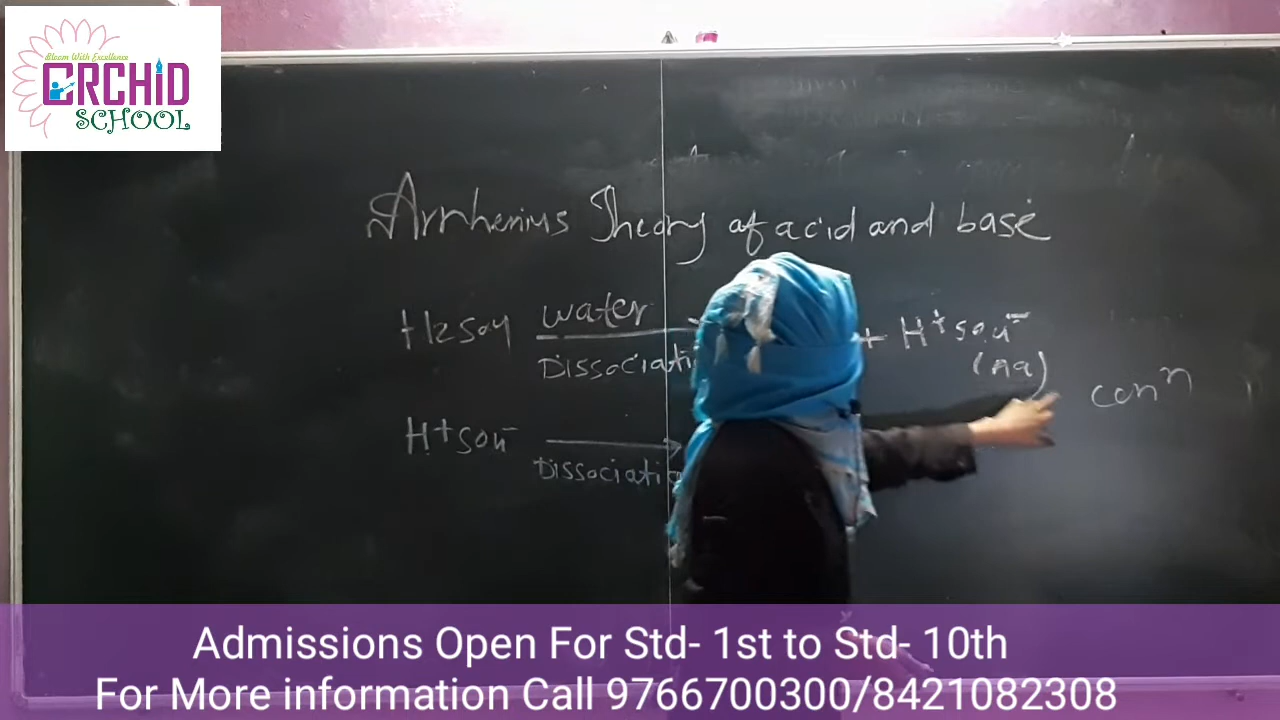 Bloom With Excellence
ORCHID
SCHOOL
Arrhenius Theory of acid and base
H2SO4 water + H+SO4-
Dissociati (Aq)
conn
H+SO4-
Dissociatio
Admissions Open For Std- 1st to Std- 10th
For More information Call 9766700300/8421082308